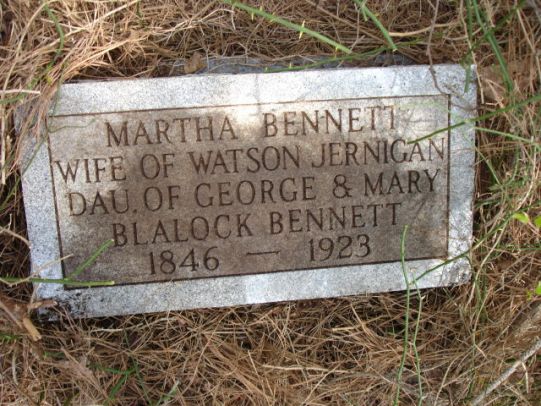 MARTHA BENNETT
WIFE OF WATSON JERNIGAN
DAU. OF GEORGE & MARY
BLALOCK BENNETT
1846 — 1923